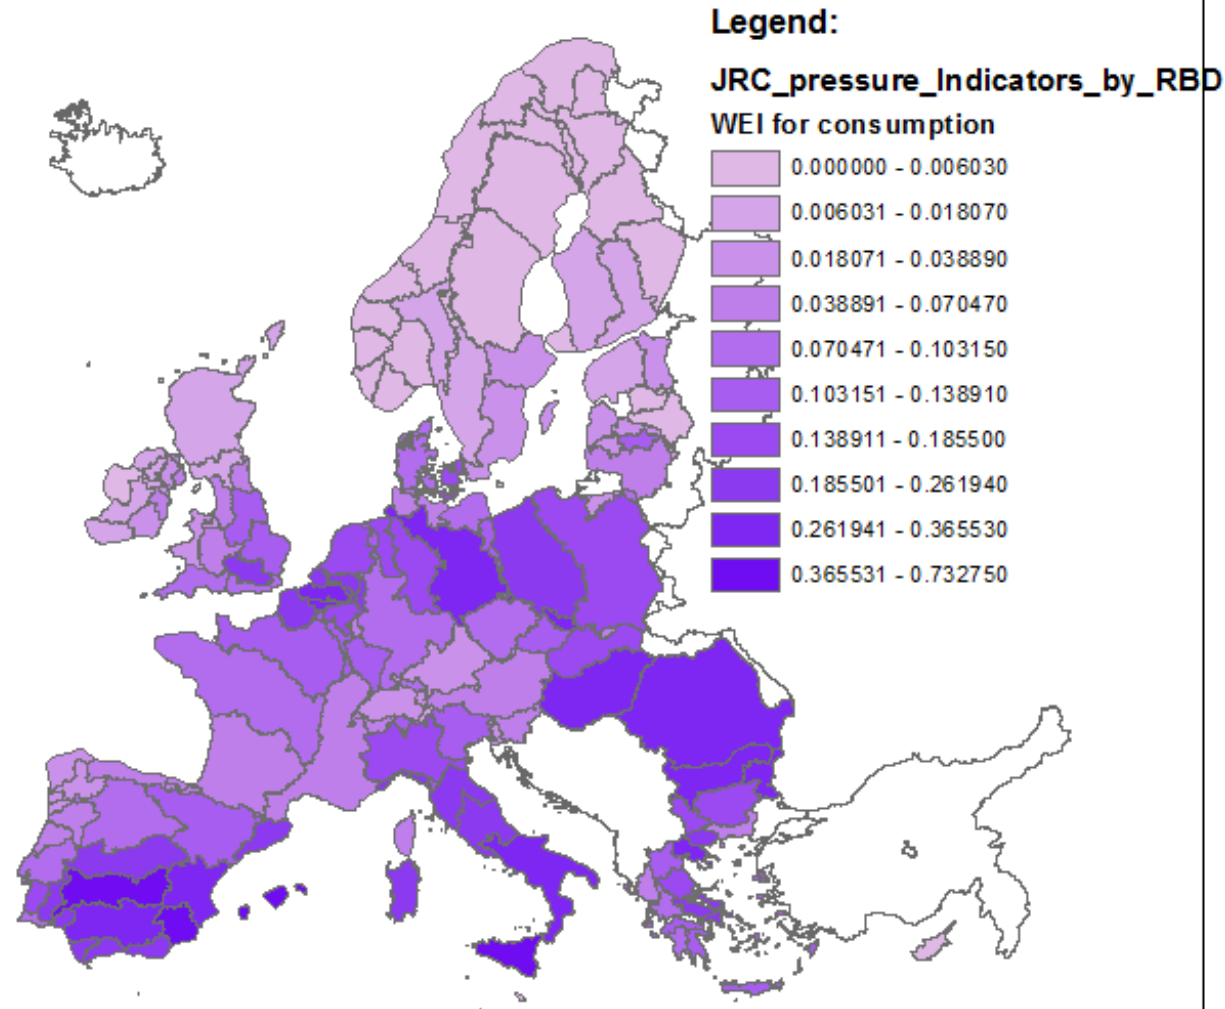 Legend:
JRC_pressure_Indicators_by_RBD
WEI for consumption
0.000000 - 0.006030
0.006031 - 0.018070
0.018071 - 0.038890
0.038891 - 0.070470
0.070471 - 0.103150
0.103151 - 0.138910
0.138911 - 0.185500
0.185501 - 0.261940
0.261941 - 0.365530
0.365531 - 0.732750